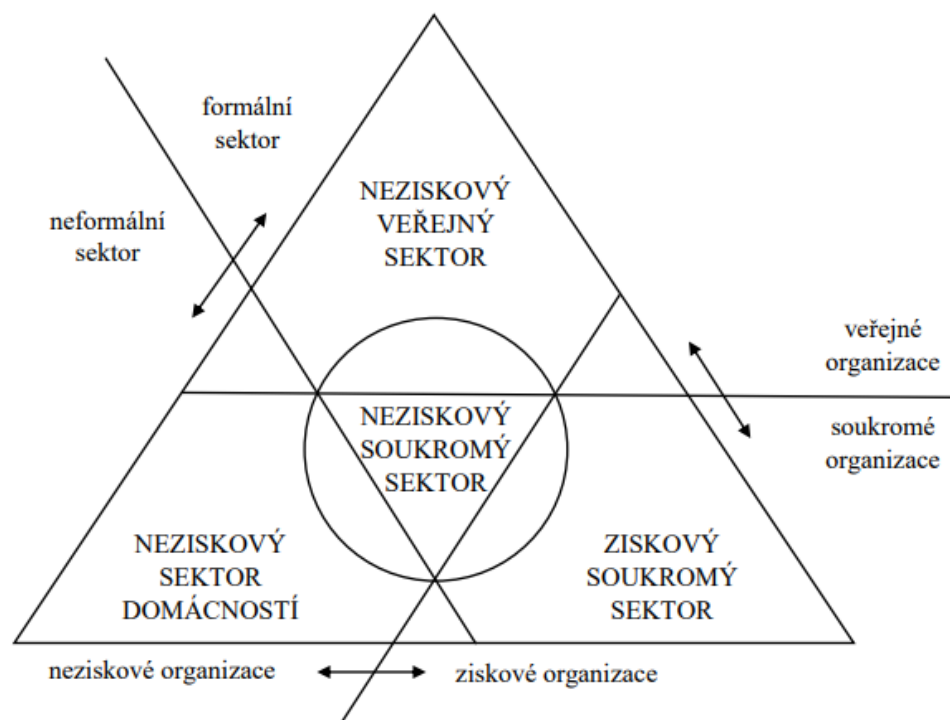 formální
sektor
neformální
sektor
NEZISKOVÝ
VEŘEJNÝ
SEKTOR
veřejné
organizace
soukromé
organizace
NEZISKOVÝ
SOUKROMÝ
SEKTOR
NEZISKOVÝ
SEKTOR
DOMÁCNOSTÍ
ZISKOVÝ
SOUKROMÝ
SEKTOR
neziskové organizace
ziskové organizace